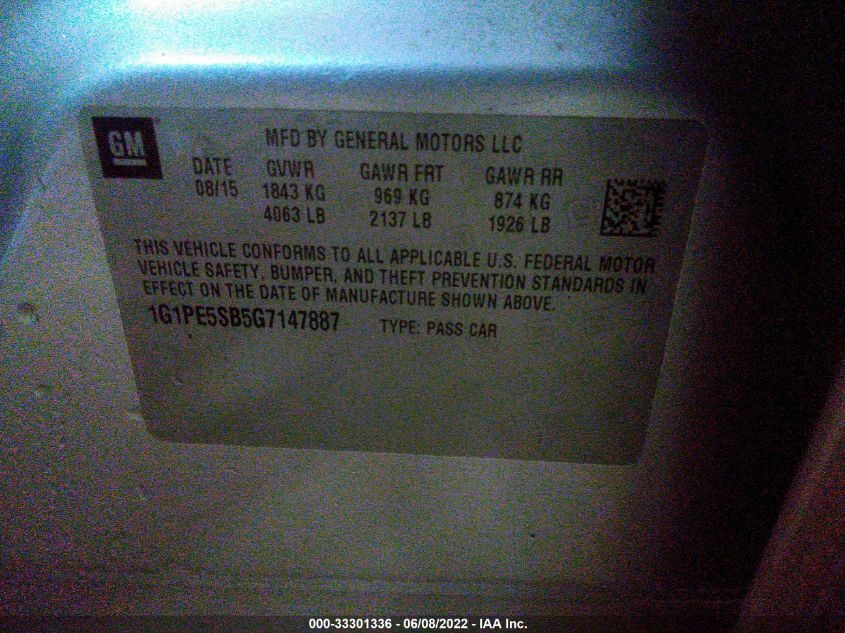 GM
MFD BY GENERAL MOTORS LLC
DATE GVWR GAWR FRT GAWR RR
08/15 1843 KG 969 KG 874 KG
4063 LB 2137 LB 1926 LB
THIS VEHICLE CONFORMS TO ALL APPLICABLE U.S. FEDERAL MOTOR
VEHICLE SAFETY, BUMPER, AND THEFT PREVENTION STANDARDS IN
EFFECT ON THE DATE OF MANUFACTURE SHOWN ABOVE.
1G1PE5SB5G7147887 TYPE: PASS CAR
000-33301336 - 06/08/2022 - IAA Inc.